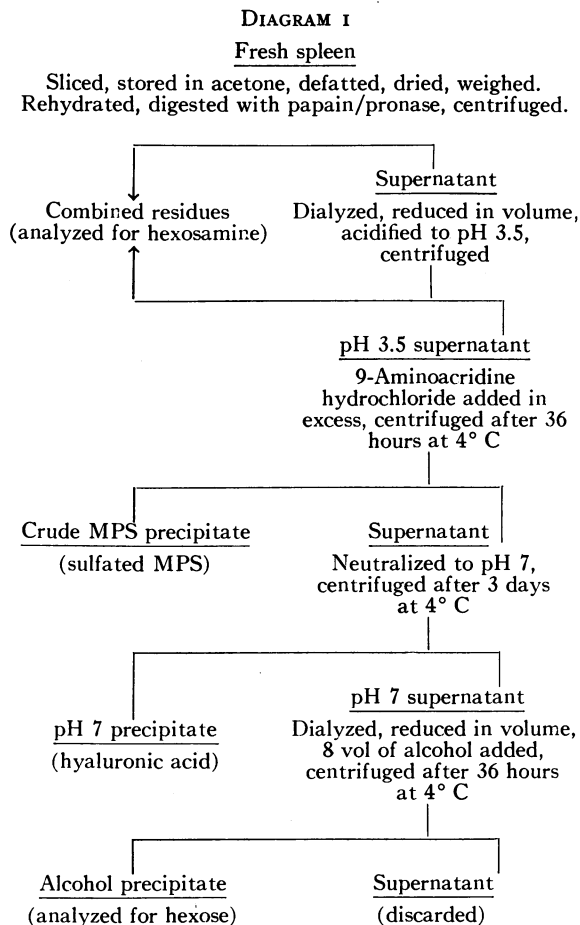 DIAGRAM I
Fresh spleen
Sliced, stored in acetone, defatted, dried, weighed.
Rehydrated, digested with papain/pronase, centrifuged.
Supernatant
Combined residues
(analyzed for hexosamine)
Dialyzed, reduced in volume,
acidified to pH 3.5,
centrifuged
pH 3.5 supernatant
9-Aminoacridine
hydrochloride added in
excess, centrifuged after 36
hours at 4° C
Crude MPS precipitate
(sulfated MPS)
Supernatant
Neutralized to pH 7,
centrifuged after 3 days
at 4° C
pH 7 precipitate
(hyaluronic acid)
pH 7 supernatant
Dialyzed, reduced in volume,
8 vol of alcohol added,
centrifuged after 36 hours
at 4° C
Alcohol precipitate
(analyzed for hexose)
Supernatant
(discarded)